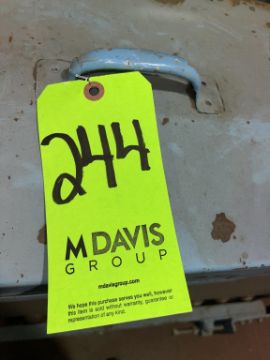 244
M DAVIS
GROUP
mdavisgroup.com
We hope this purchase serves you well, however
this item is sold without warranty, guarantee or
representation of any kind.